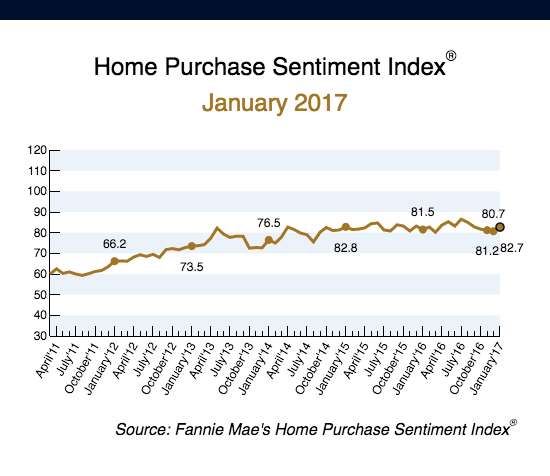 Home Purchase Sentiment Index®
January 2017
120
110
100
90
80
70
60
50
40
30
66.2
73.5
76.5
82.8
81.5
81.2
80.7
82.7
April'11
July'11
October'11
January'12
April'12
July'12
October'12
January'13
April'13
July'13
October'13
January'14
April'14
July'14
October'14
January'15
April'15
July'15
October'15
January'16
April'16
July'16
October'16
January'17
Source: Fannie Mae's Home Purchase Sentiment Index®